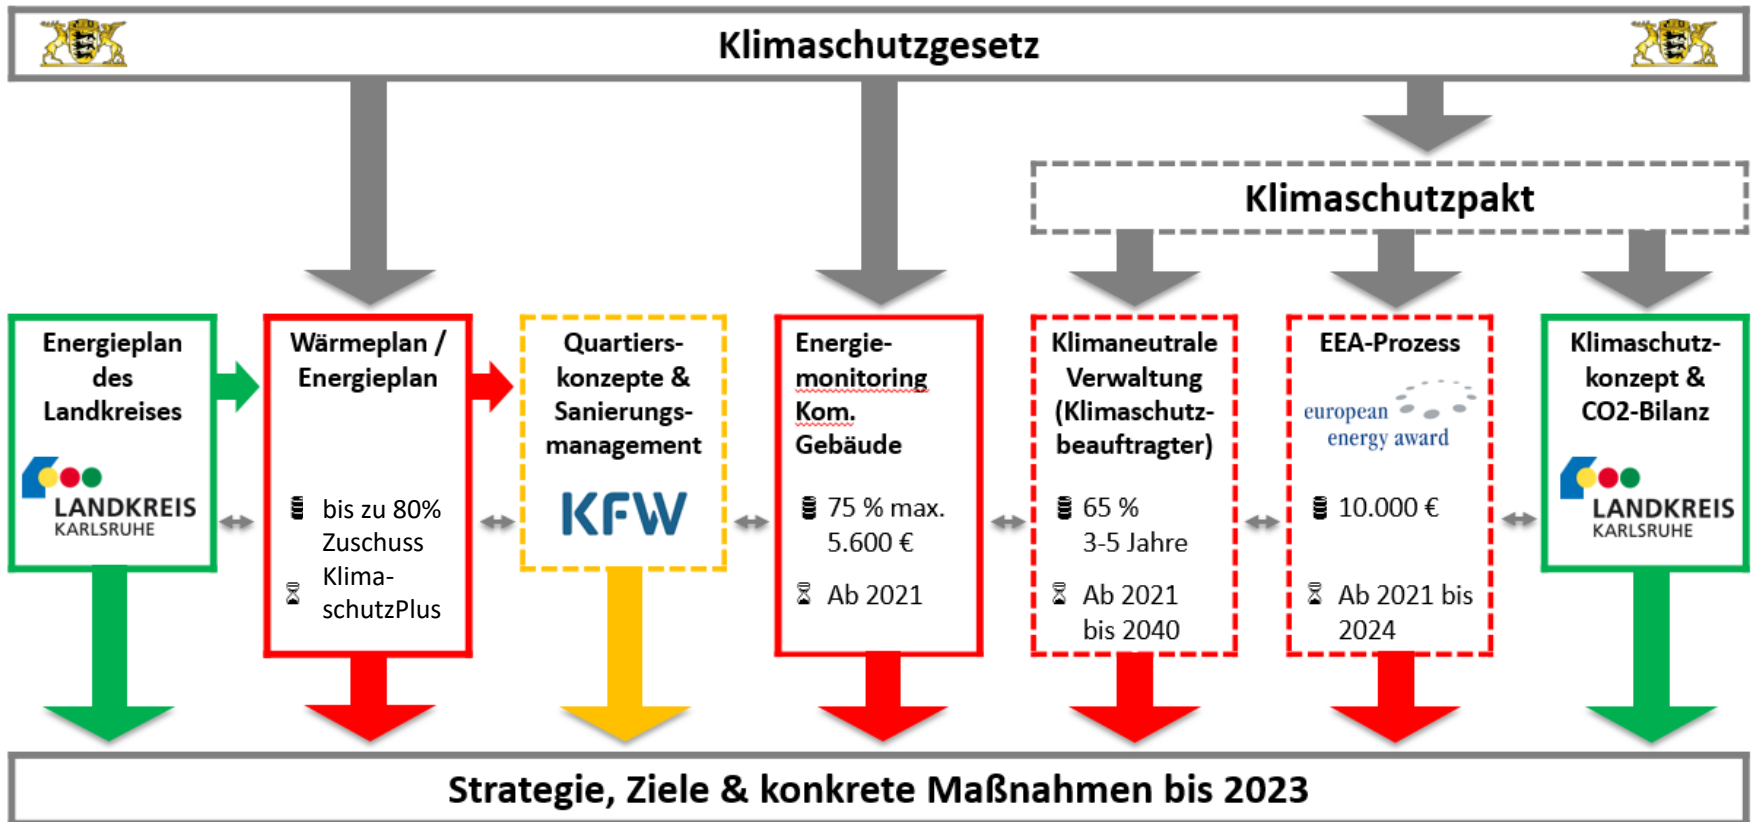 Klimaschutzgesetz
Klimaschutzpakt
Energieplan
des
Landkreises
LANDKREIS
KARLSRUHE
Wärmeplan /
Energieplan
bis zu 80%
Zuschuss
Klima-
schutzPlus
Quartiers-
konzepte &
Sanierungs-
management
KFW
Energie-
monitoring
Kom.
Gebäude
75 % max.
5.600 €
Ab 2021
Klimaneutrale
Verwaltung
(Klimaschutz-
beauftragter)
65 %
3-5 Jahre
Ab 2021
bis 2040
EEA-Prozess
european
energy award
10.000 €
Ab 2021 bis
2024
Klimaschutz-
konzept &
CO2-Bilanz
LANDKREIS
KARLSRUHE
Strategie, Ziele & konkrete Maßnahmen bis 2023